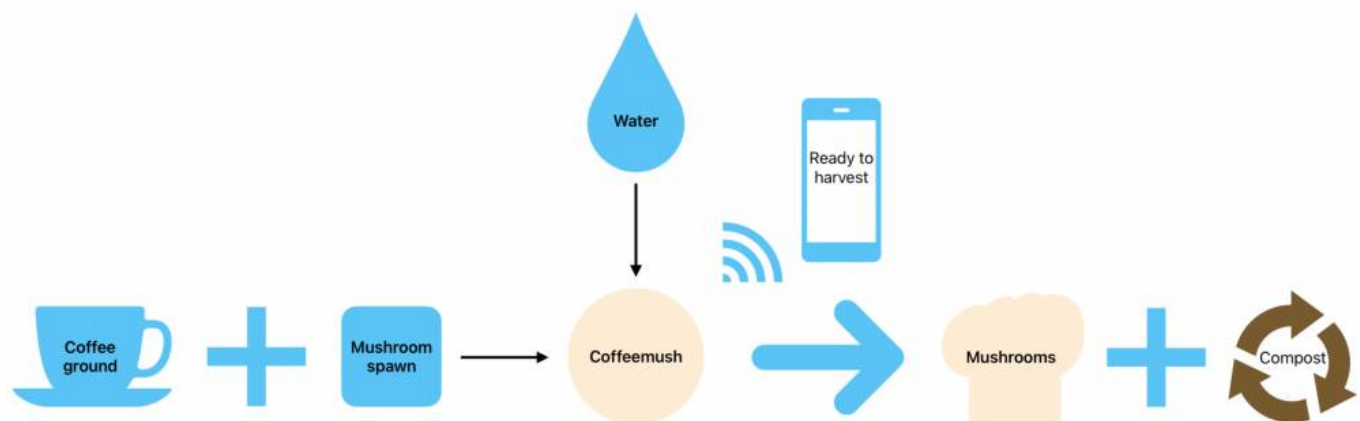 Water
Ready to
harvest
Coffee
ground
Mushroom
spawn
Coffeemush
Mushrooms
Compost